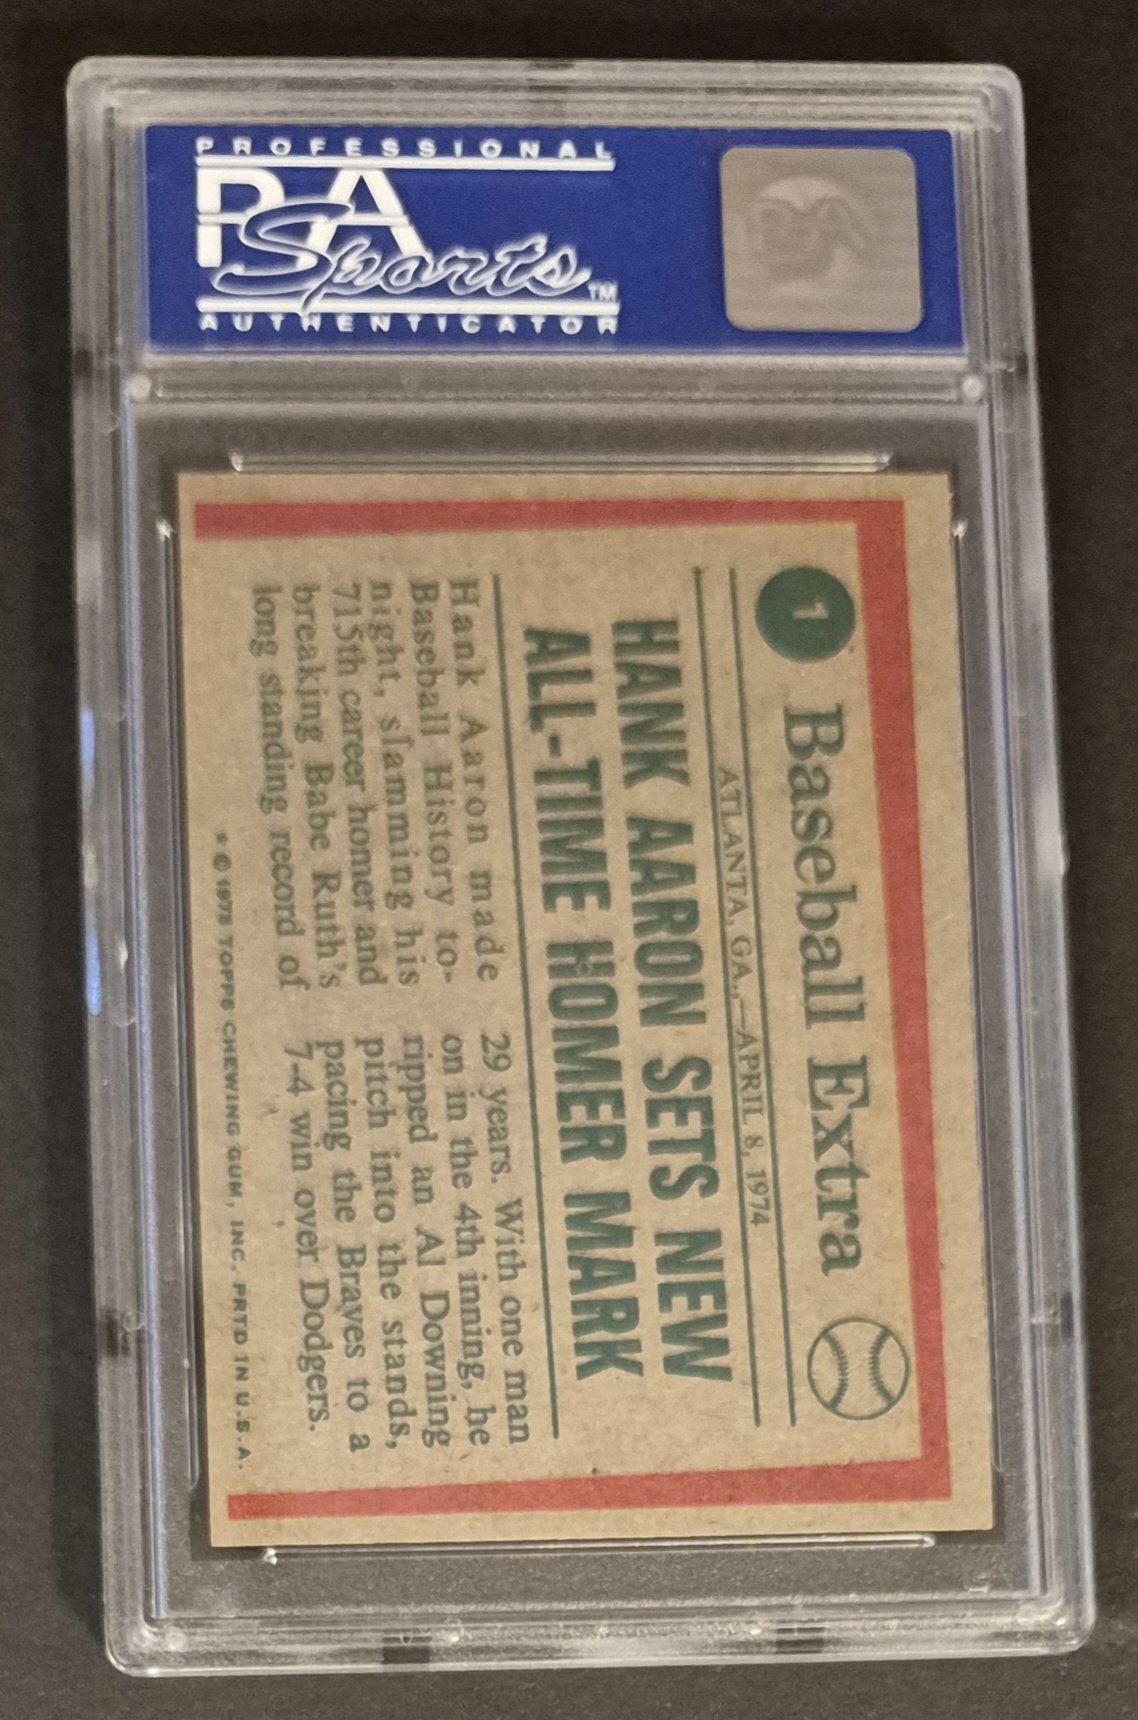 PROFESSIONAL
PSA
Sports™
AUTHENTICATOR
1
Baseball Extra
ATLANTA, GA.,—APRIL 8, 1974
HANK AARON SETS NEW
ALL-TIME HOMER MARK
Hank Aaron made
Baseball History to-
night, slamming his
715th career homer and
breaking Babe Ruth's
long standing record of
29 years. With one man
on in the 4th inning, he
ripped an Al Downing
pitch into the stands,
pacing the Braves to a
7-4 win over Dodgers.
* © 1975 TOPPS CHEWING GUM, INC. PRTD IN U.S.A.